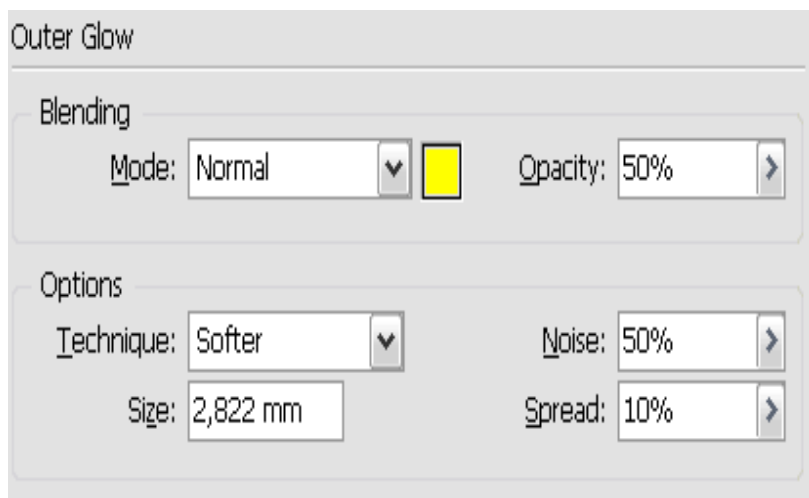 Outer Glow
Blending
Mode: Normal Opacity: 50%
Options
Technique: Softer Noise: 50%
Size: 2,822 mm Spread: 10%